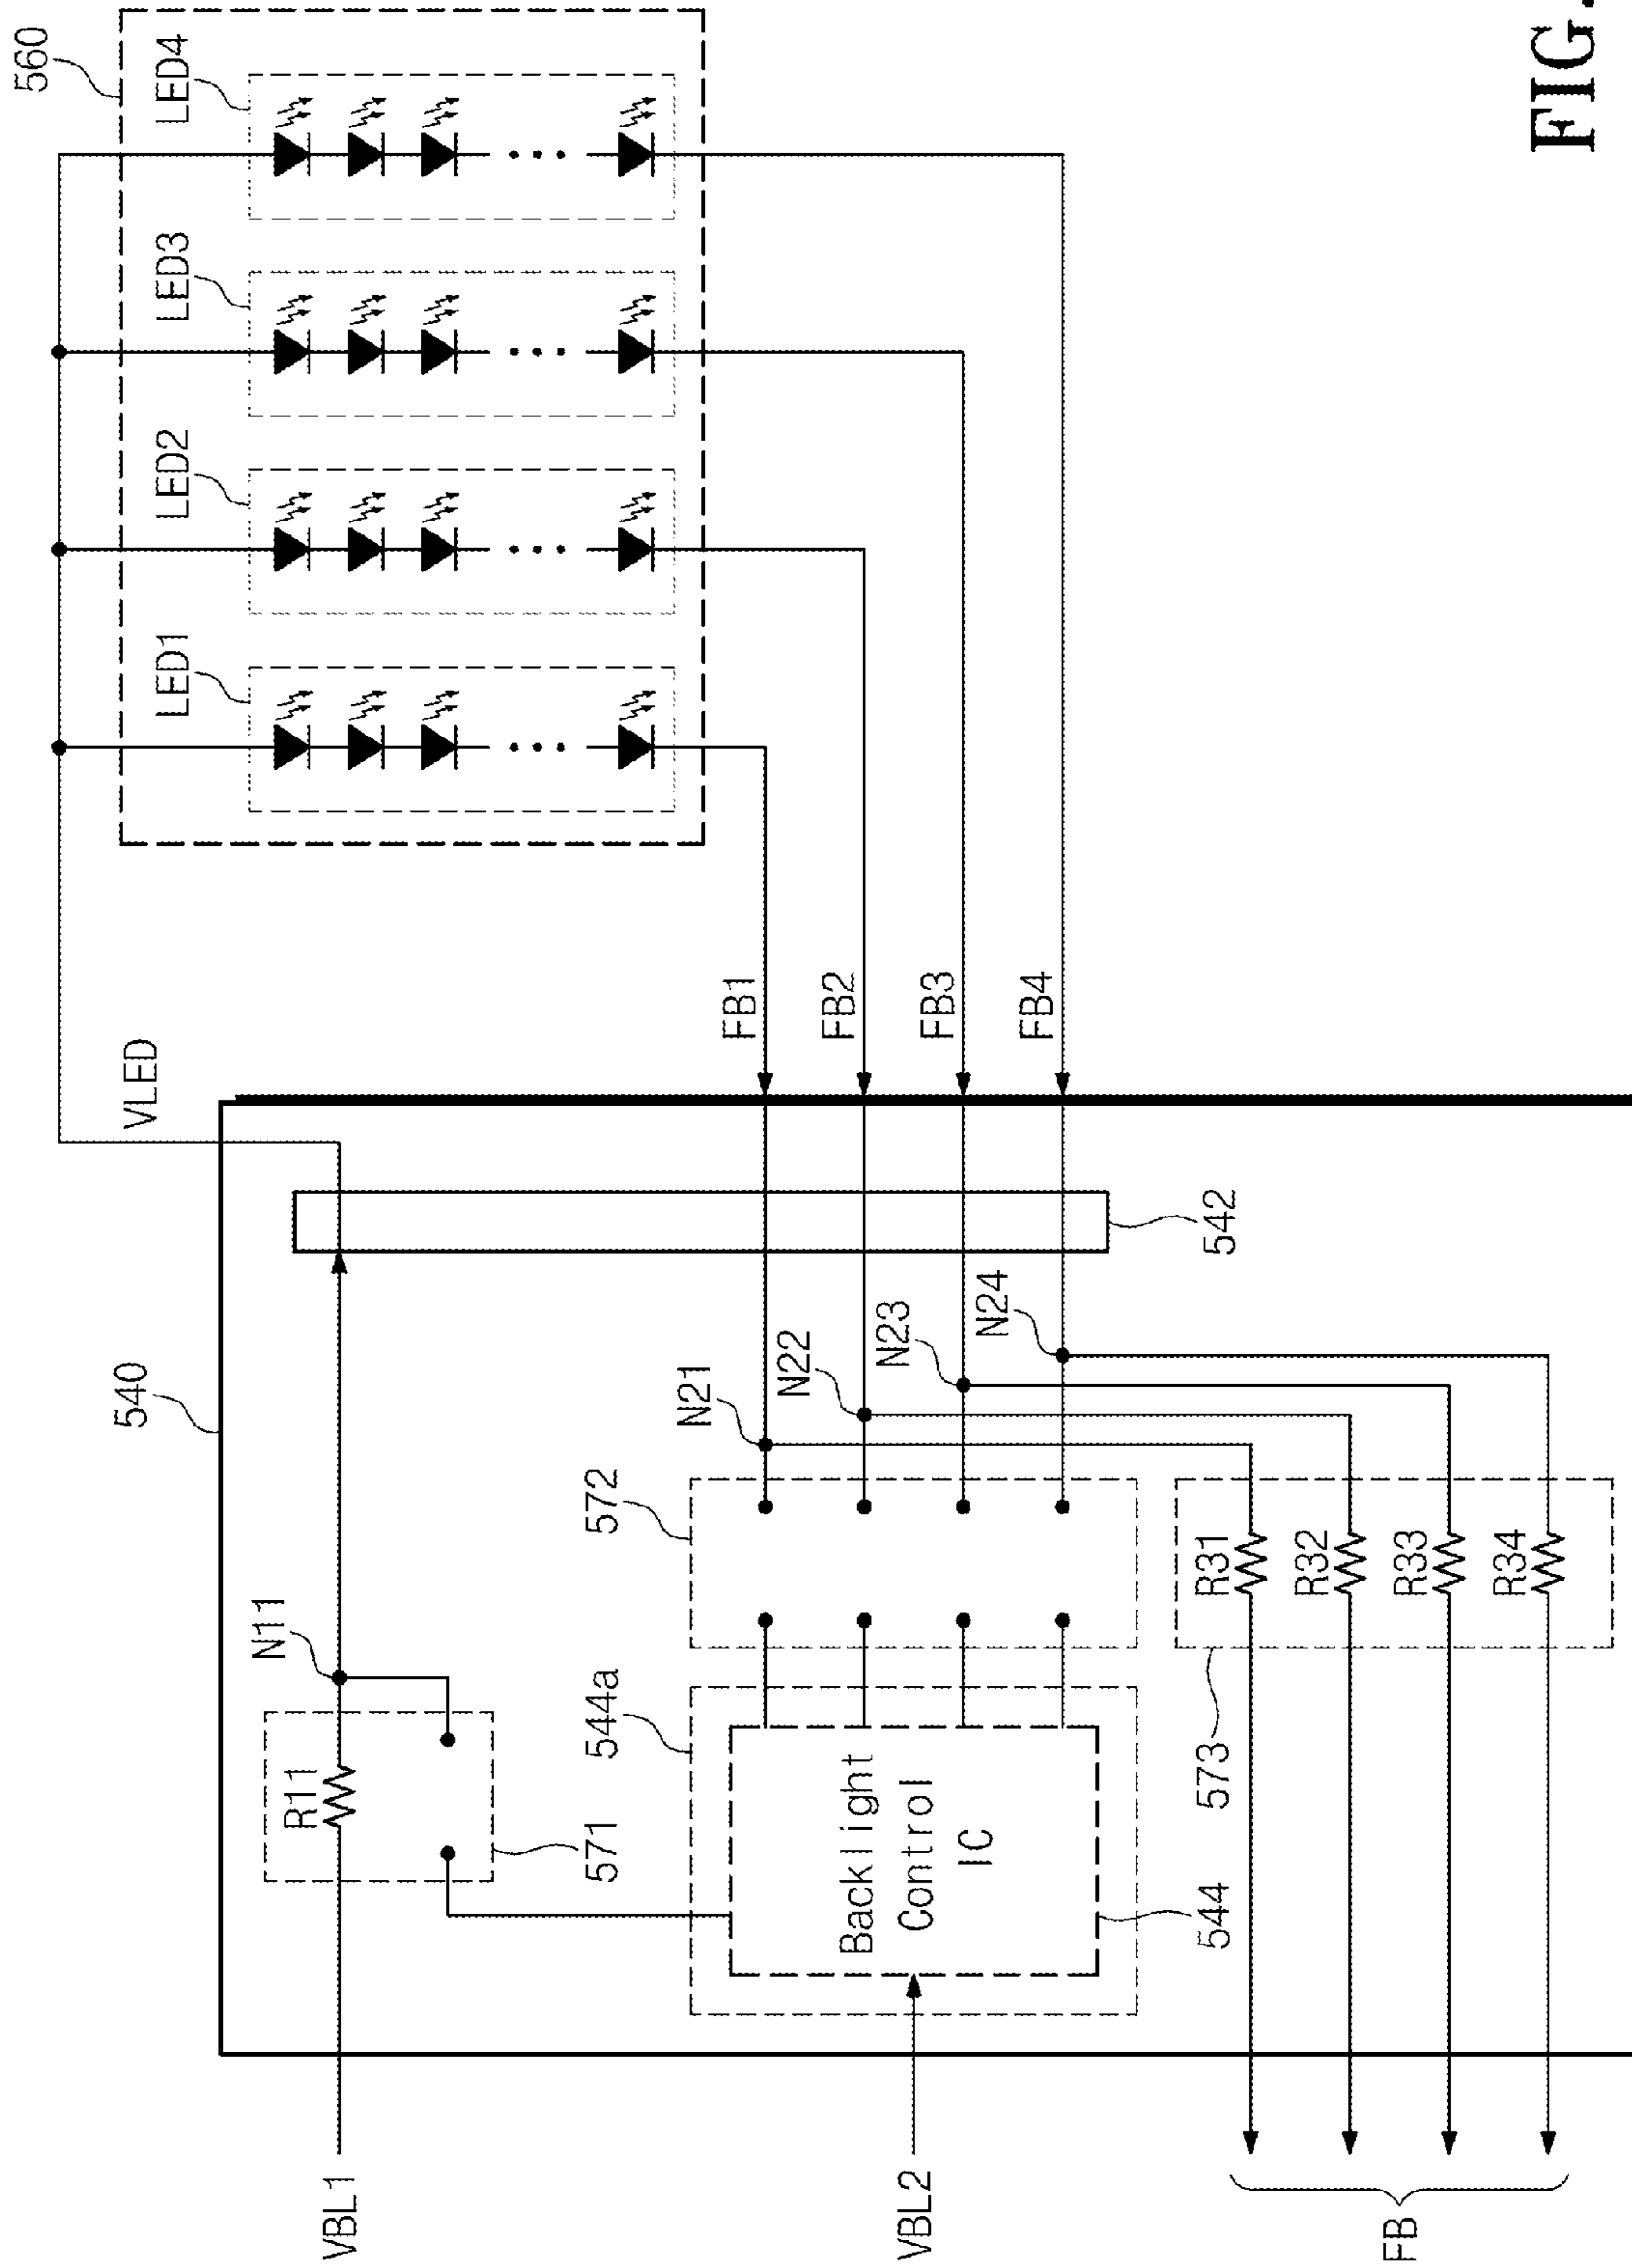 560
LED1
LED2
LED3
LED4
VLED
540
FB1
FB2
FB3
FB4
542
N11
R11
571
N21
N22
N23
N24
572
544a
Backlight
Control
IC
544
573
R31
R32
R33
R34
VBL1
VBL2
FB
FIG.